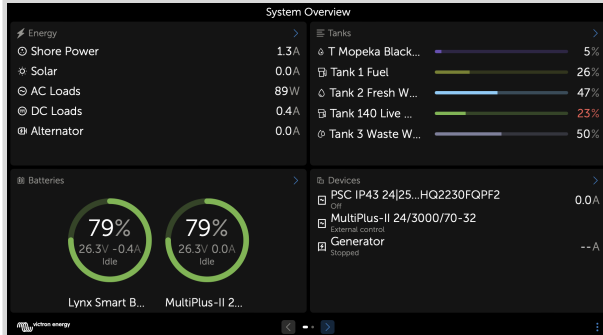 System Overview
Energy
Shore Power 1.3A
Solar 0.0A
AC Loads 89W
DC Loads 0.4A
Alternator 0.0A
Tanks
T Mopeka Black... 5%
Tank 1 Fuel 26%
Tank 2 Fresh W... 47%
Tank 140 Live ... 23%
Tank 3 Waste W... 50%
Batteries
79%
26.3V -0.4A
Idle
Lynx Smart B...
79%
26.3V 0.0A
Idle
MultiPlus-II 2...
Devices
PSC IP43 24|25...HQ2230FQPF2 0.0A
Off
MultiPlus-II 24/3000/70-32
External control
Generator --A
Stopped
victron energy